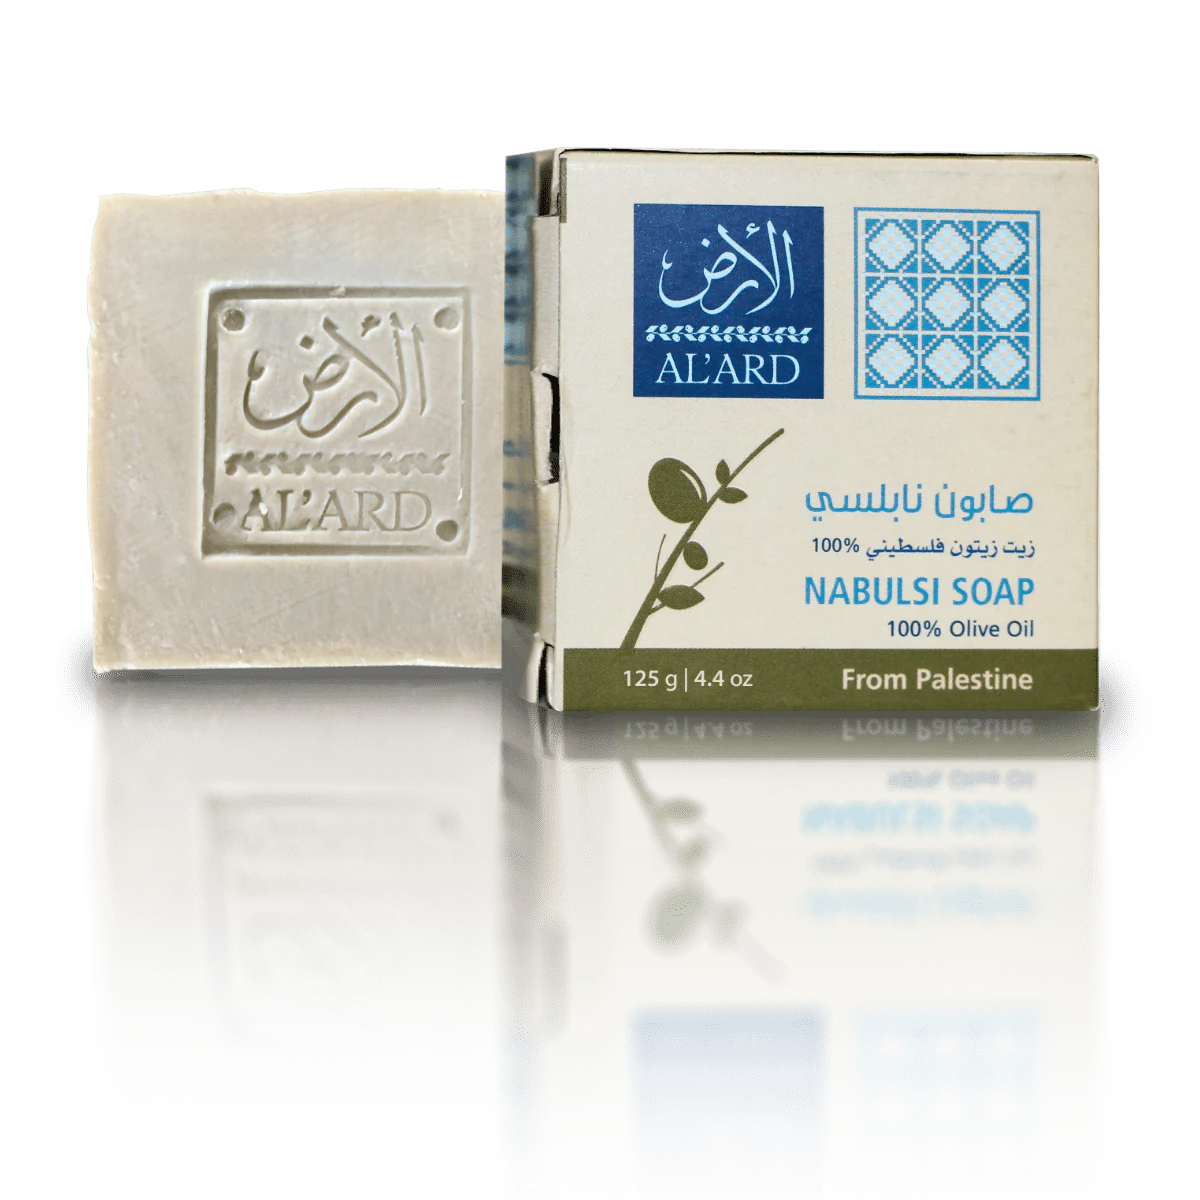 الأرض
AL'ARD
الأرض
AL'ARD
صابون نابلسي
زيت زيتون فلسطيني 100%
NABULSI SOAP
100% Olive Oil
125 g | 4.4 oz
From Palestine